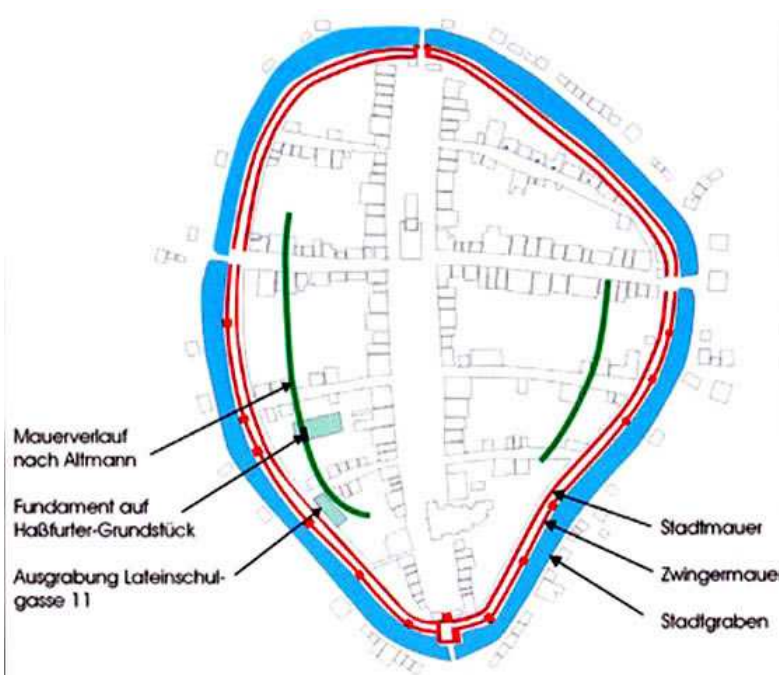 Mauerverlauf
nach Altmann
Fundament auf
Haßfurter-Grundstück
Ausgrabung Lateinschul-
gasse 11
Stadtmauer
Zwingermauer
Stadtgraben